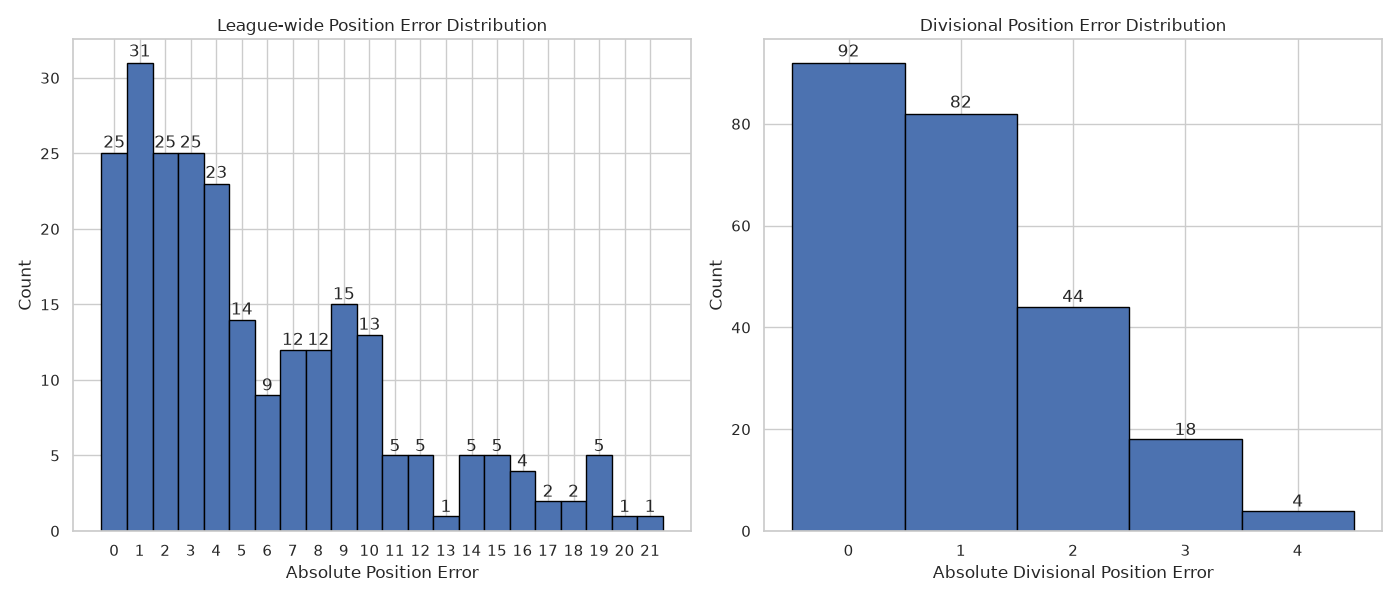 League-wide Position Error Distribution
31
30
25 25 25
25
23
20
15
15
14
13
12 12
10
9
5 5 5 5 5
5
4
2 2
1 1 1
0
0 1 2 3 4 5 6 7 8 9 10 11 12 13 14 15 16 17 18 19 20 21
Absolute Position Error
Count
Divisional Position Error Distribution
92
82
80
60
44
40
20
18
4
0
0 1 2 3 4
Absolute Divisional Position Error
Count